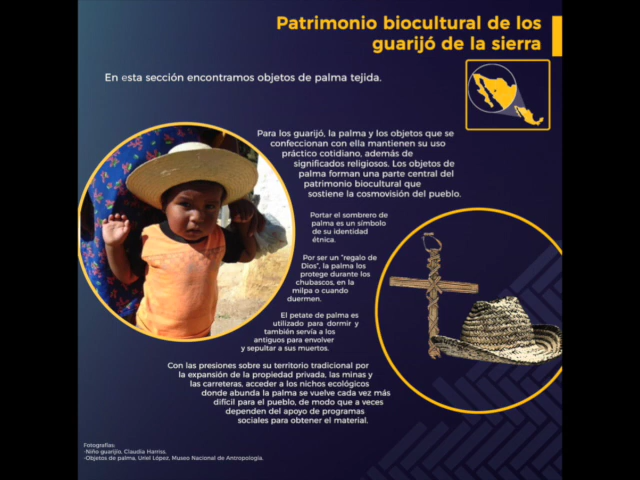 Patrimonio biocultural de los
guarijó de la sierra
En esta sección encontramos objetos de palma tejida.
Para los guarijó, la palma y los objetos que se
confeccionan con ella mantienen su uso
práctico cotidiano, además de
significados religiosos. Los objetos de
palma forman una parte central del
patrimonio biocultural que
sostiene la cosmovisión del pueblo.
Portar el sombrero de
palma es un símbolo
de su identidad
étnica.
Por ser un "regalo de
Dios", la palma los
protege durante los
chubascos, en la
milpa o cuando
duermen.
El petate de palma es
utilizado para dormir y
también servía a los
antiguos para envolver
y sepultar a sus muertos.
Con las presiones sobre su territorio tradicional por
la expansión de la propiedad privada, las minas y
las carreteras, acceder a los nichos ecológicos
donde abunda la palma se vuelve cada vez más
difícil para el pueblo, de modo que a veces
dependen del apoyo de programas
sociales para obtener el material.
Fotografías:
-Niño guarijío, Claudia Harriss.
-Objetos de palma, Uriel López, Museo Nacional de Antropología.